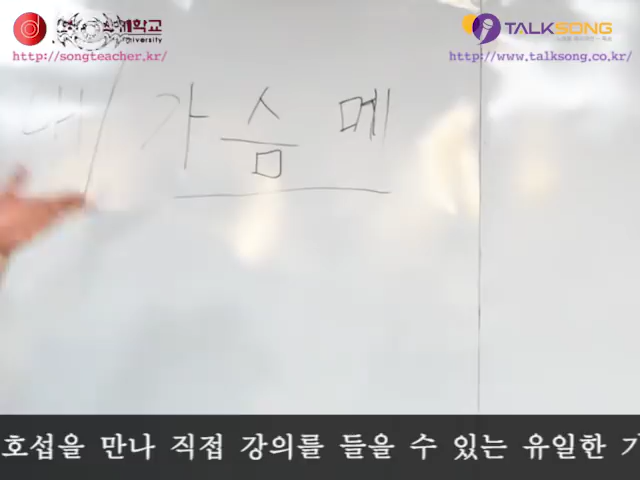 http://songteacher.kr/
TALKSONG
http://www.talksong.co.kr/
내 / 가슴 메
호섭을 만나 직접 강의를 들을 수 있는 유일한 기